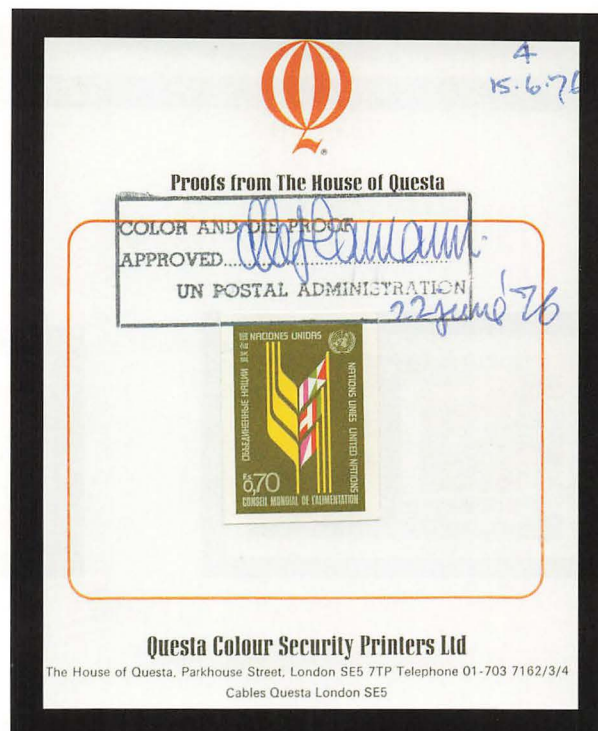 4
15.6.76
®
Proofs from The House of Questa
COLOR AND DIE PROOF
APPROVED
UN POSTAL ADMINISTRATION
22 june '76
NACIONES UNIDAS
ОБЪЕДИНЕННЫЕ НАЦИИ
NATIONS UNIES UNITED NATIONS
Fs.
0,70
CONSEIL MONDIAL DE L'ALIMENTATION
Questa Colour Security Printers Ltd
The House of Questa, Parkhouse Street, London SE5 7TP Telephone 01-703 7162/3/4
Cables Questa London SE5